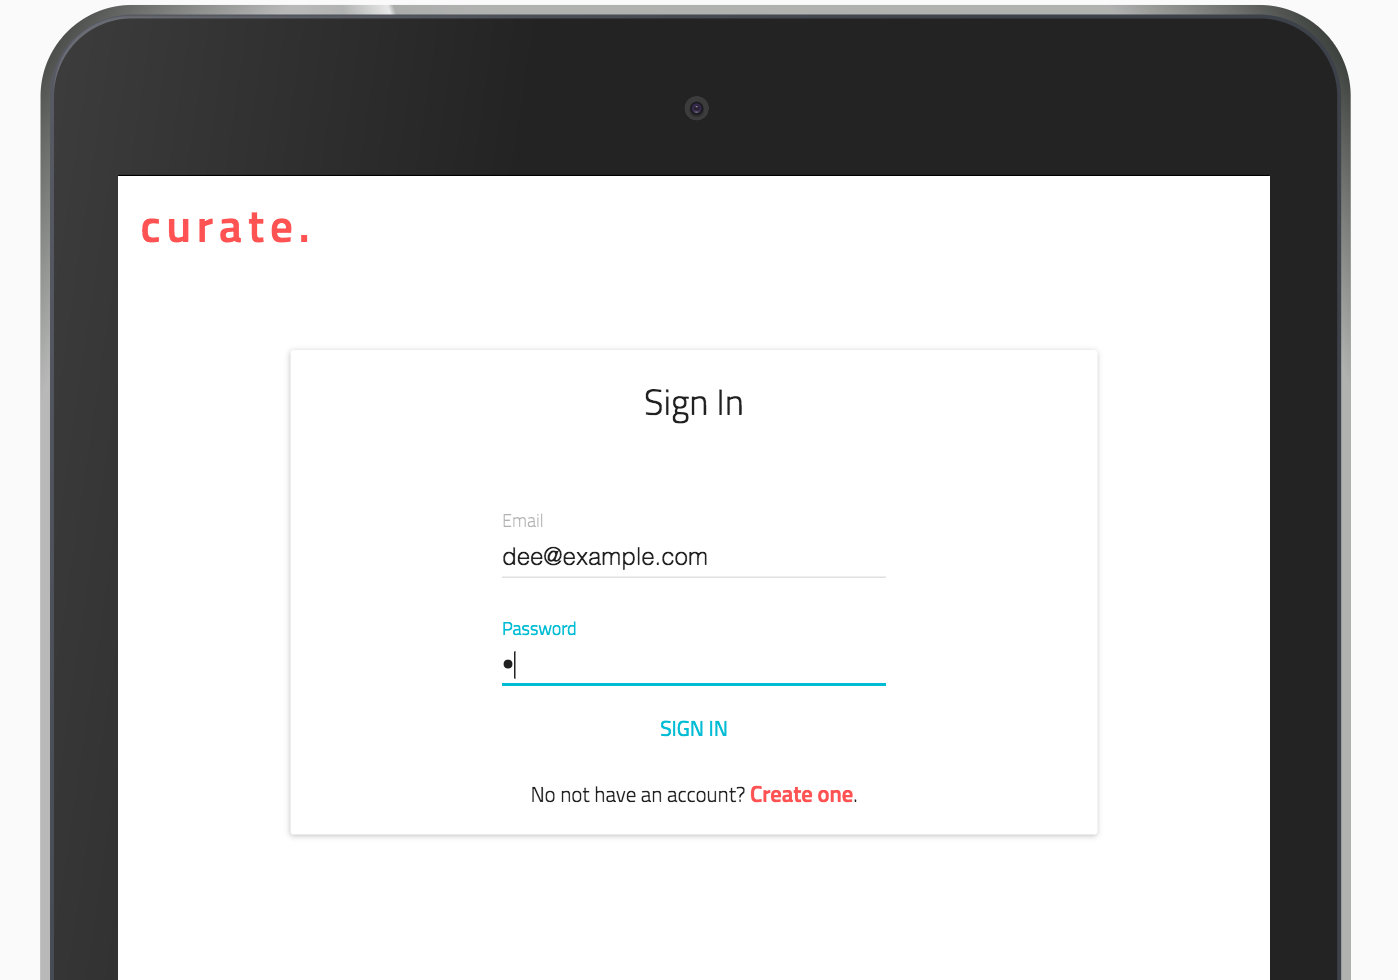 curate.
Sign In
Email
dee@example.com
Password
•
SIGN IN
No not have an account? Create one.